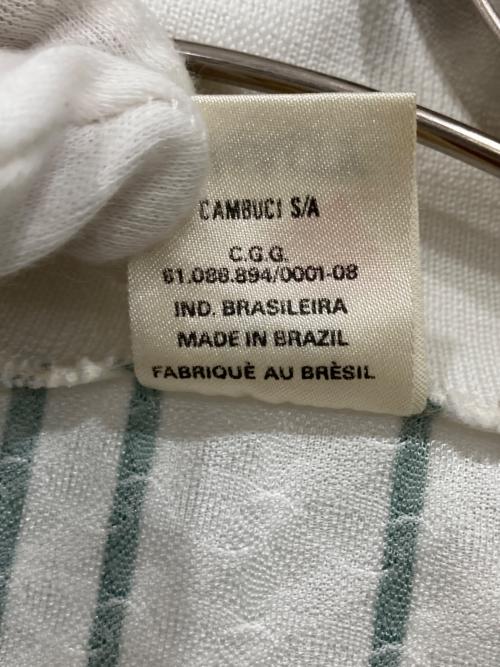 CAMBUCI S/A
C.G.G.
61.088.894/0001-08
IND. BRASILEIRA
MADE IN BRAZIL
FABRIQUÈ AU BRÈSIL